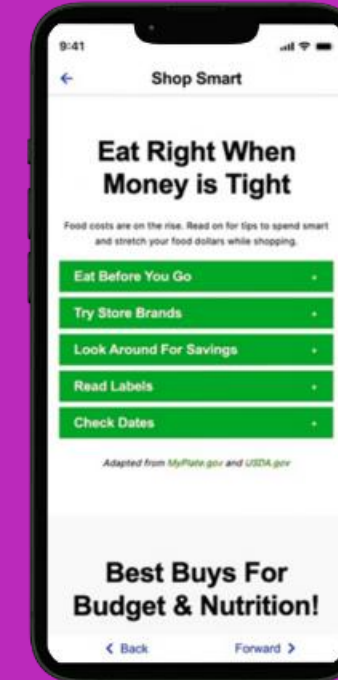 9:41
Shop Smart
Eat Right When
Money is Tight
Food costs are on the rise. Read on for tips to spend smart
and stretch your food dollars while shopping.
Eat Before You Go +
Try Store Brands +
Look Around For Savings +
Read Labels +
Check Dates +
Adapted from MyPlate.gov and USDA.gov
Best Buys For
Budget & Nutrition!
< Back Forward >